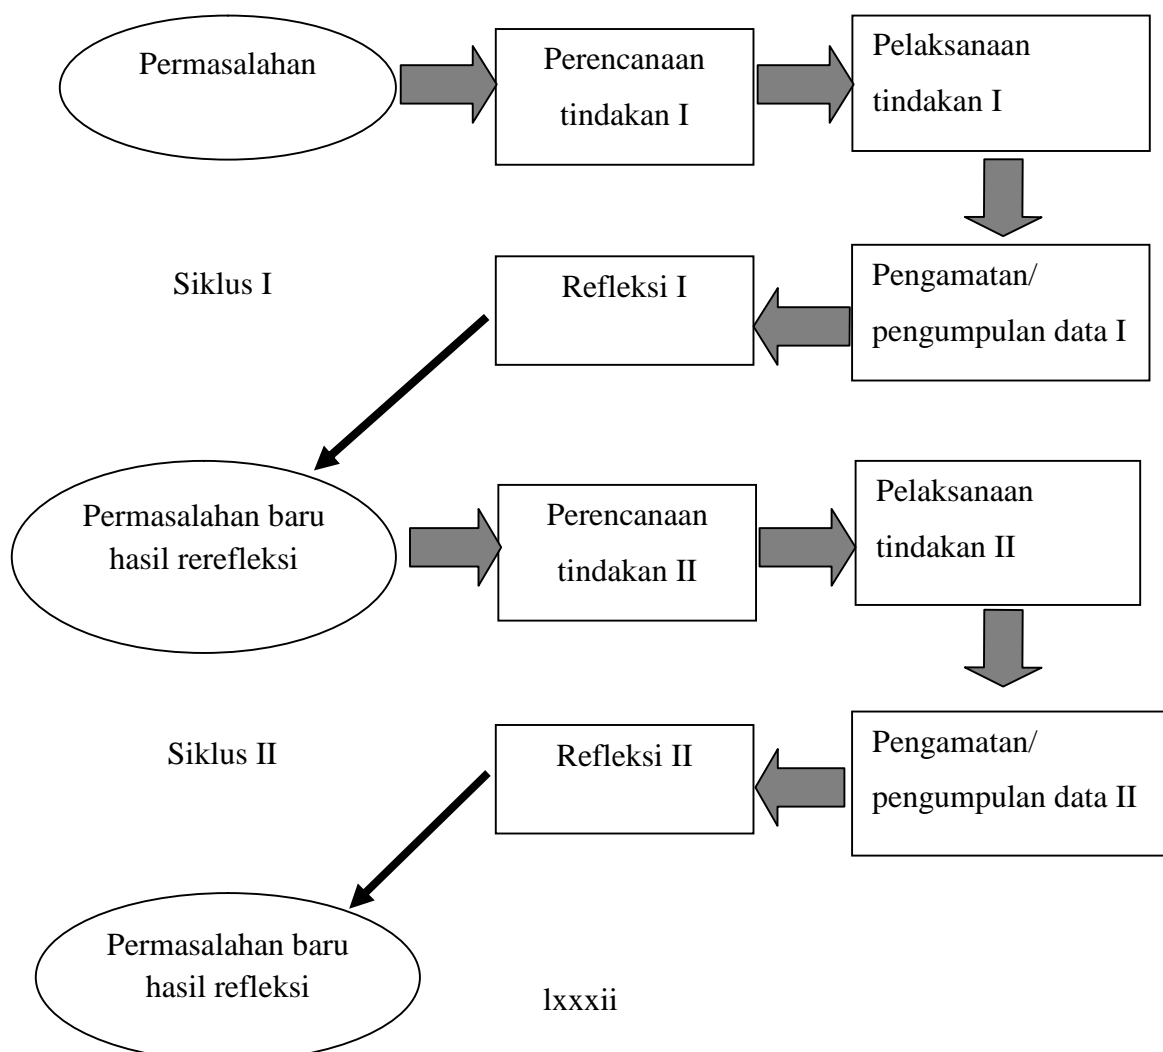 Permasalahan
Perencanaan
tindakan I
Pelaksanaan
tindakan I
Siklus I
Refleksi I
Pengamatan/
pengumpulan data I
Permasalahan baru
hasil rerefleksi
Perencanaan
tindakan II
Pelaksanaan
tindakan II
Siklus II
Refleksi II
Pengamatan/
pengumpulan data II
Permasalahan baru
hasil refleksi
lxxxii